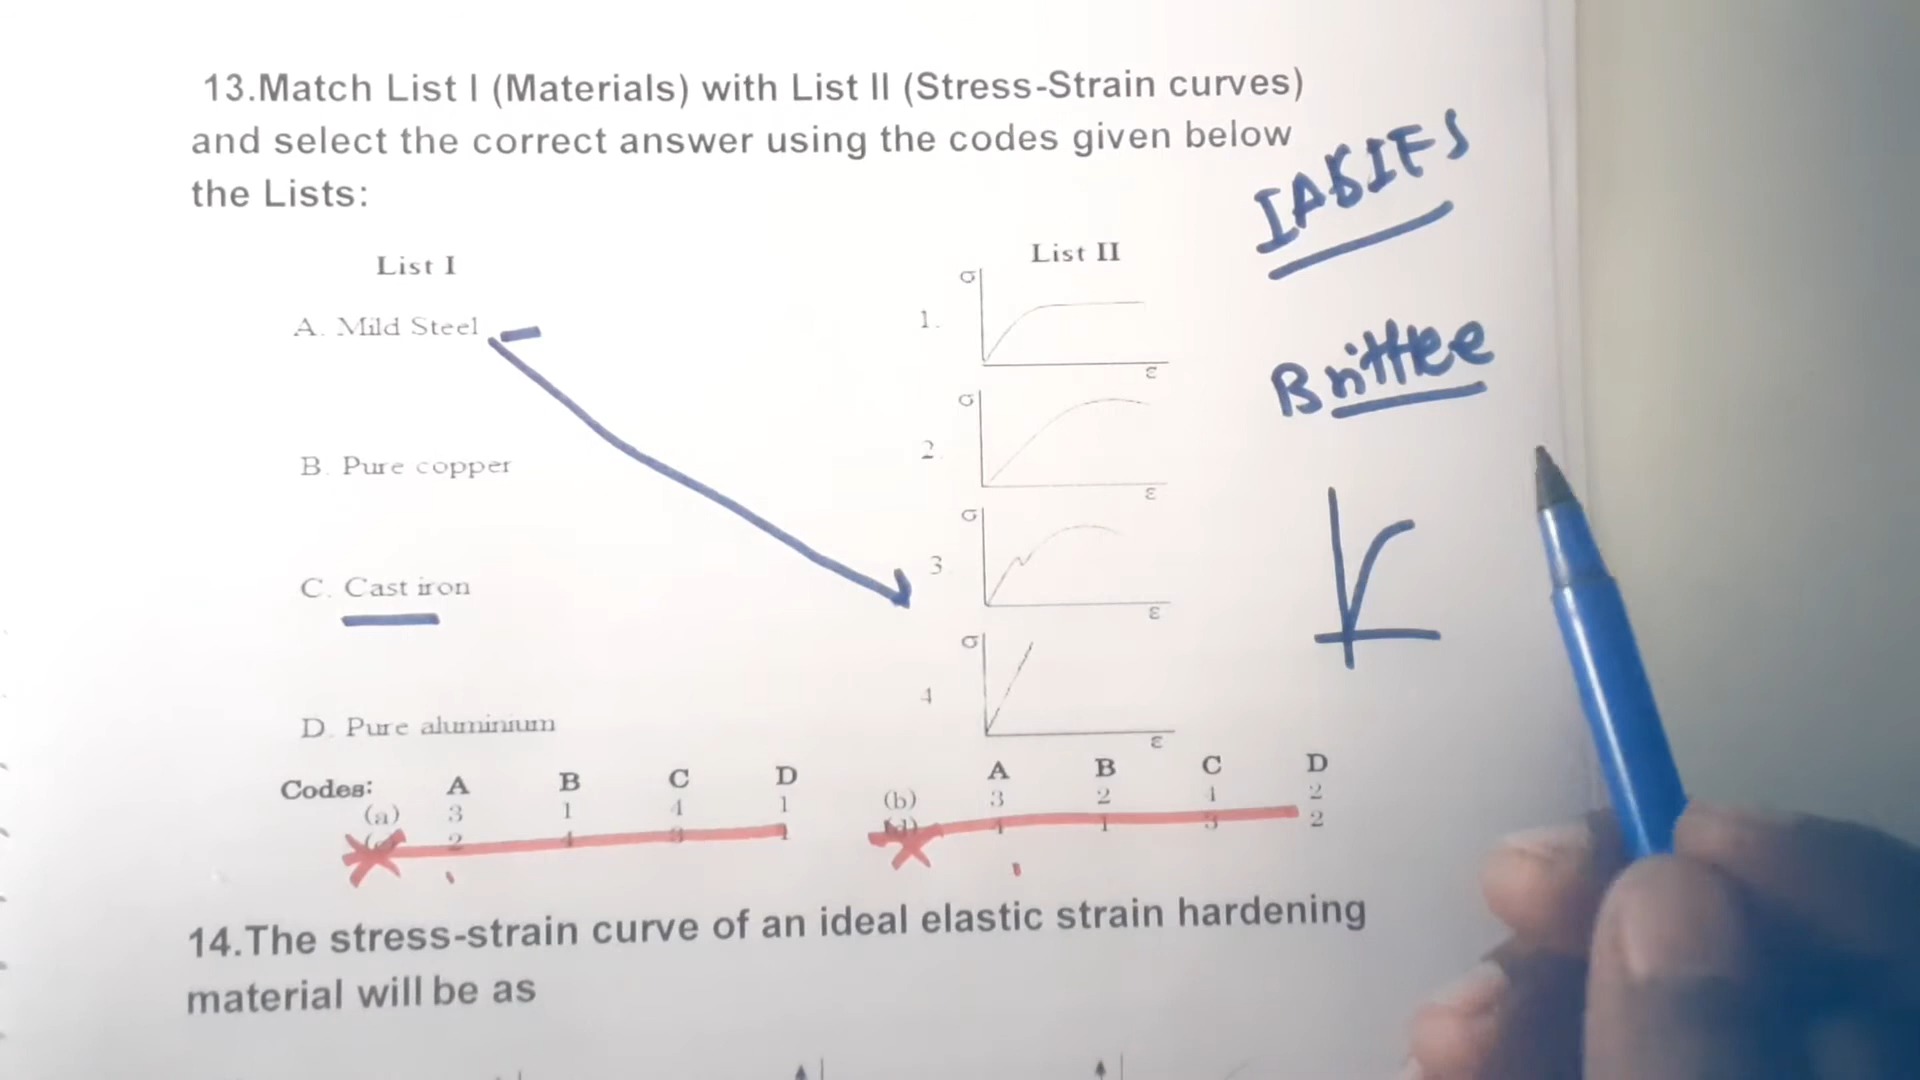 13.Match List I (Materials) with List II (Stress-Strain curves)
and select the correct answer using the codes given below
the Lists:
List I
List II
A. Mild Steel
B. Pure copper
C. Cast iron
D. Pure aluminium
σ
1.
ε
σ
2
ε
σ
3
ε
σ
4
ε
Brittle
Codes: A B C D
(a) 3 1 4 1
2 4 3 1
A B C D
(b) 3 2 4 2
(d) 4 1 3 2
14.The stress-strain curve of an ideal elastic strain hardening
material will be as